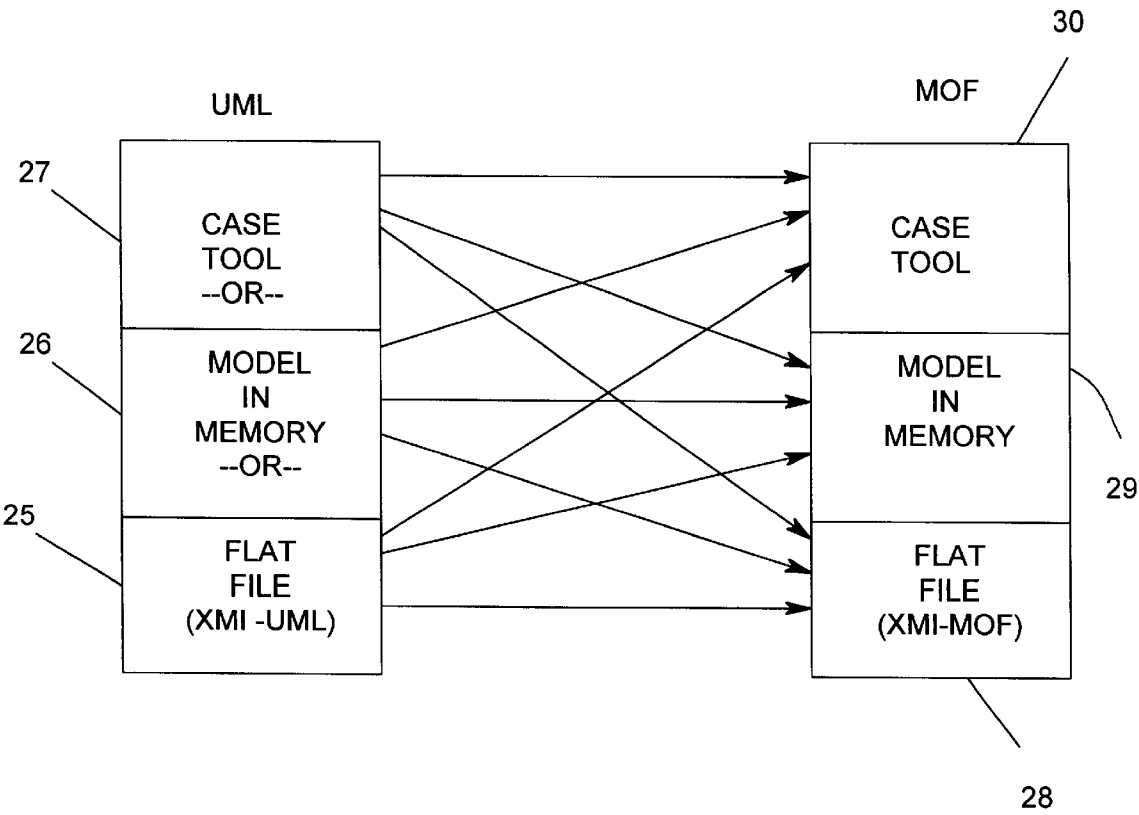 30
UML
MOF
27
CASE
TOOL
--OR--
CASE
TOOL
26
MODEL
IN
MEMORY
--OR--
MODEL
IN
MEMORY
29
25
FLAT
FILE
(XMI -UML)
FLAT
FILE
(XMI-MOF)
28